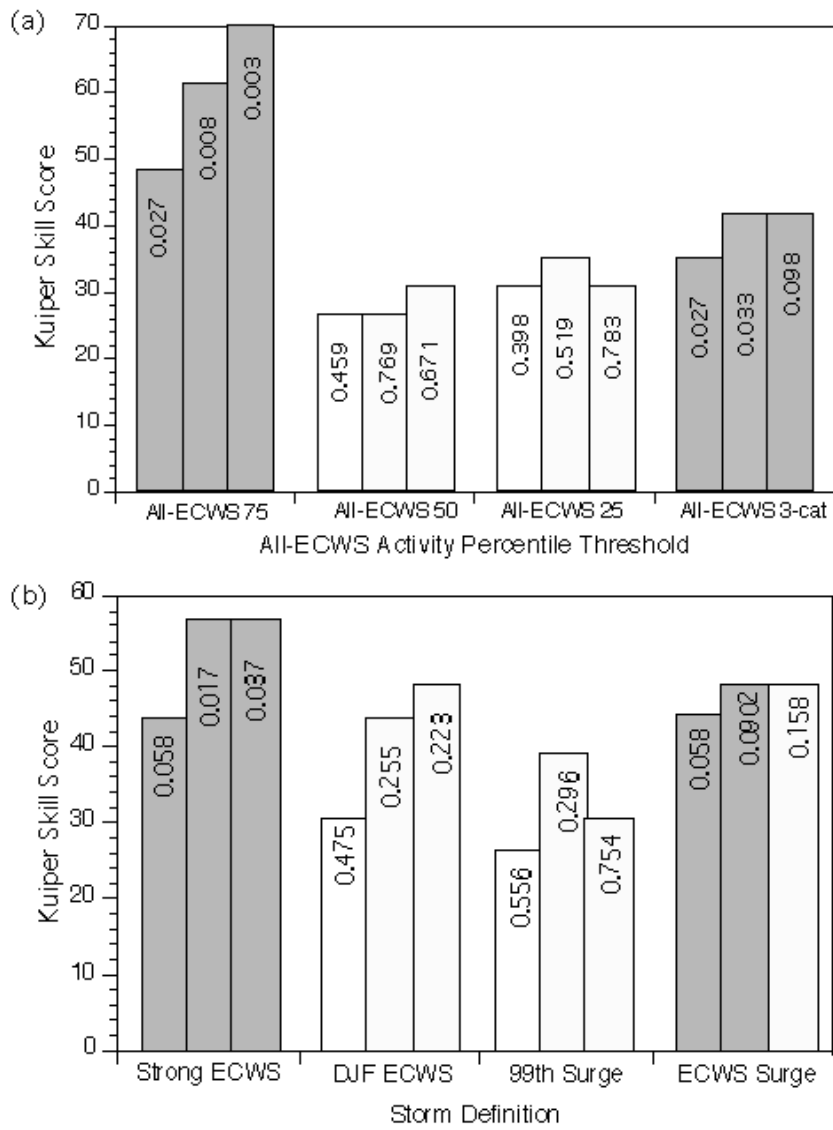 (a)
70
60
50
40
30
20
10
0
Kuiper Skill Score
0.027
0.008
0.003
0.459
0.769
0.671
0.398
0.519
0.783
0.027
0.033
0.098
All-ECWS 75
All-ECWS 50
All-ECWS 25
All-ECWS 3-cat
All-ECWS Activity Percentile Threshold
(b)
60
50
40
30
20
10
0
Kuiper Skill Score
0.058
0.017
0.037
0.475
0.255
0.223
0.556
0.296
0.754
0.058
0.0902
0.158
Strong ECWS
DJF ECWS
99th Surge
ECWS Surge
Storm Definition